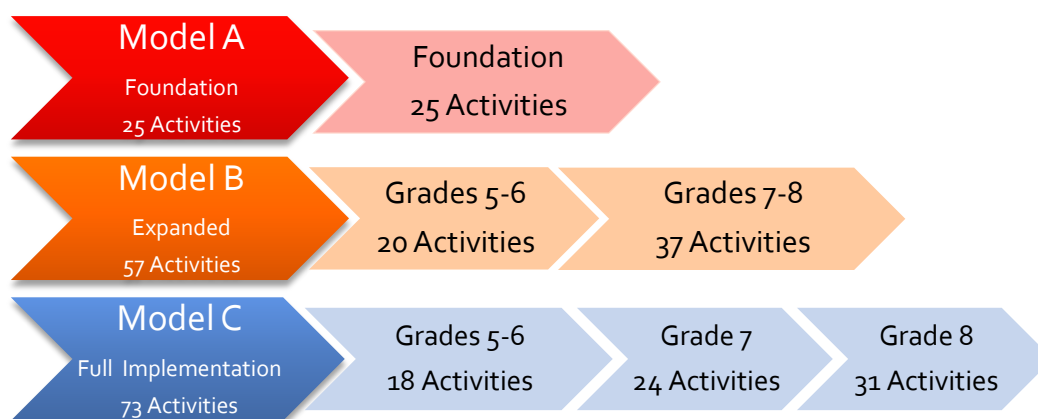 Model A
Foundation
25 Activities
Foundation
25 Activities
Model B
Expanded
57 Activities
Grades 5-6
20 Activities
Grades 7-8
37 Activities
Model C
Full Implementation
73 Activities
Grades 5-6
18 Activities
Grade 7
24 Activities
Grade 8
31 Activities